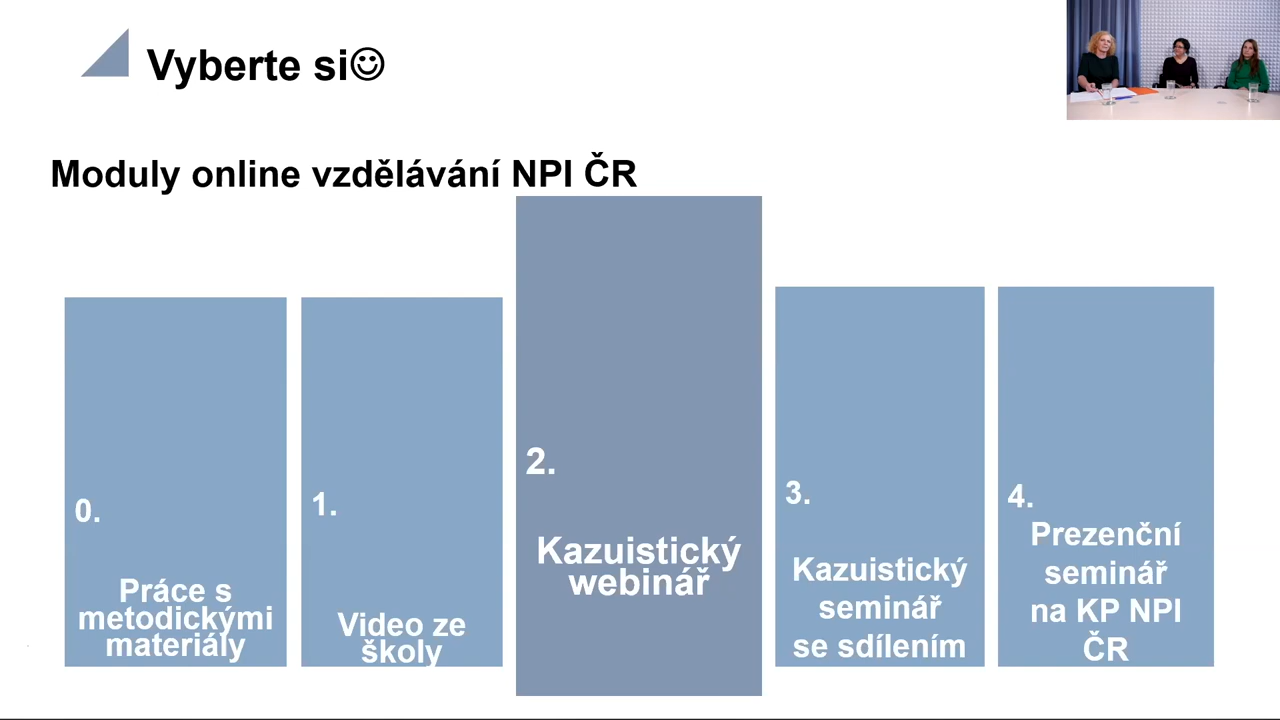 Vyberte si☺
Moduly online vzdělávání NPI ČR
0.
Práce s
metodickými
materiály
1.
Video ze
školy
2.
Kazuistický
webinář
3.
Kazuistický
seminář
se sdílením
4.
Prezenční
seminář
na KP NPI
ČR